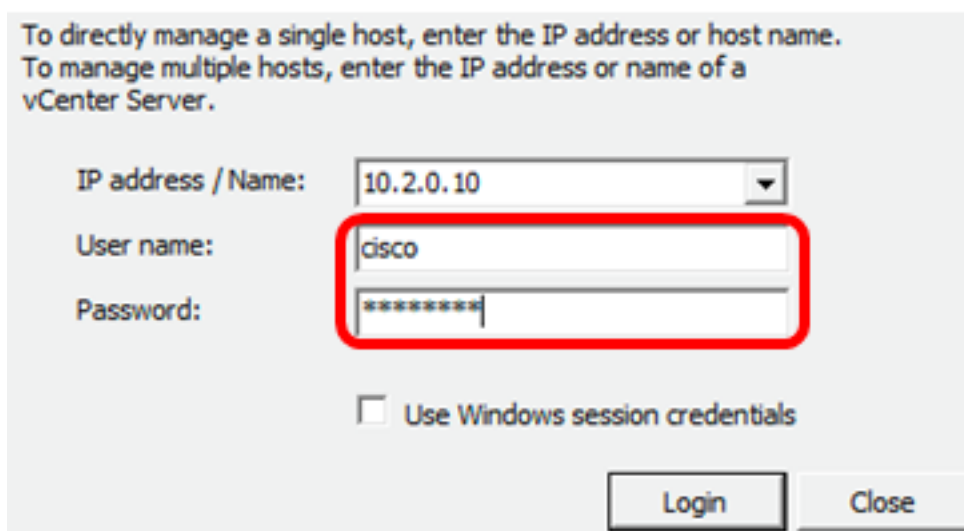 To directly manage a single host, enter the IP address or host name.
To manage multiple hosts, enter the IP address or name of a
vCenter Server.
IP address / Name: 10.2.0.10
User name: cisco
Password: ********
Use Windows session credentials
Login Close